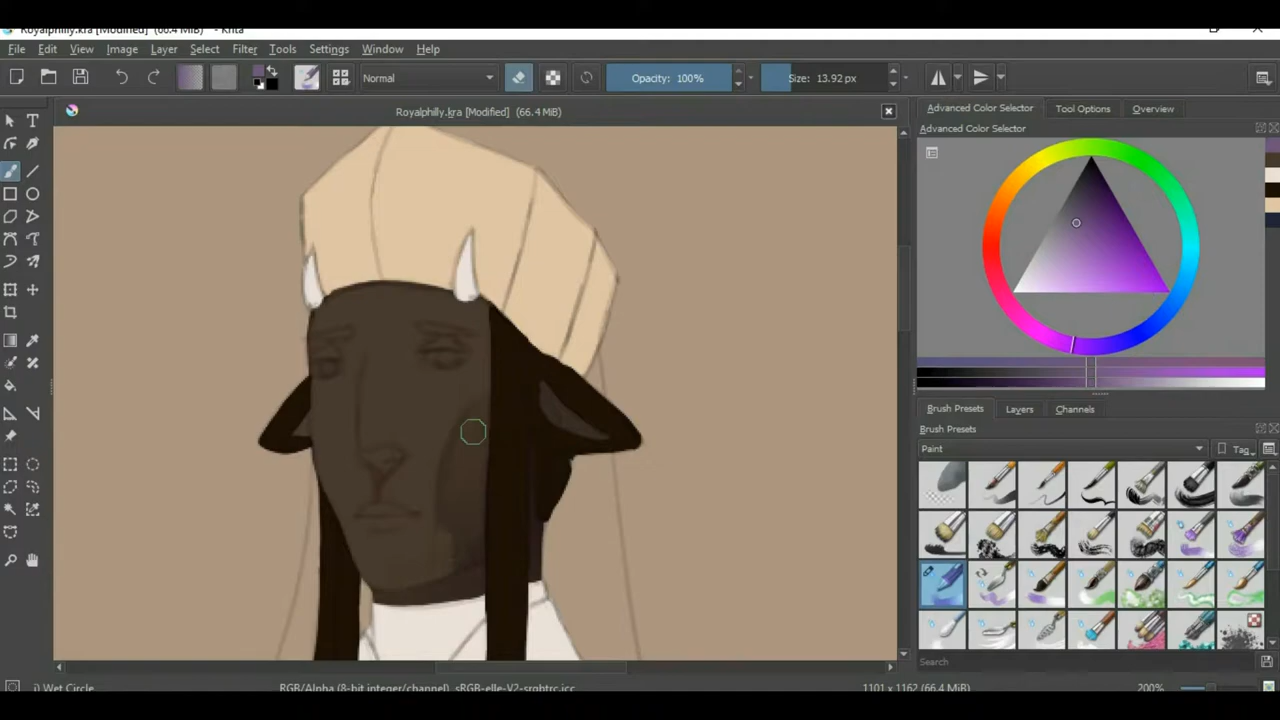 Royalphilly.kra [Modified] (66.4 MiB) - Krita
File Edit View Image Layer Select Filter Tools Settings Window Help
Normal Opacity: 100% Size: 13.92 px
Royalphilly.kra [Modified] (66.4 MiB)
Advanced Color Selector Tool Options Overview
Advanced Color Selector
Brush Presets Layers Channels
Brush Presets
Paint Tag
Search
i) Wet Circle RGB/Alpha (8-bit integer/channel) sRGB-elle-V2-srgbtrc.icc 1101 x 1162 (66.4 MiB) 200%